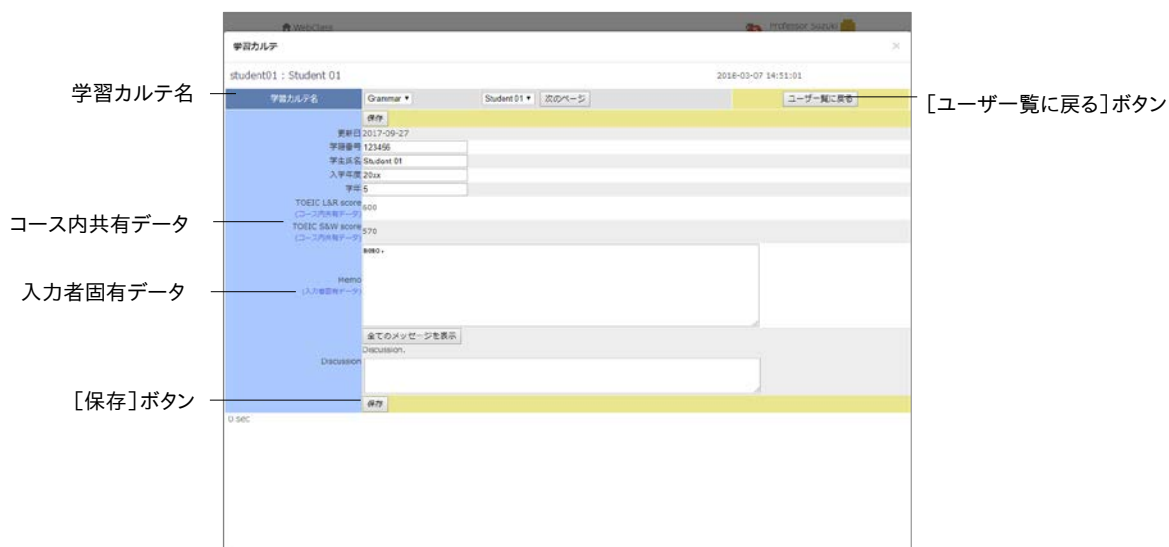 WebClass
Professor Suzuki
学習カルテ
×
student01 : Student 01
2016-03-07 14:51:01
学習カルテ名
学習カルテ名
Grammar
Student 01
次のページ
ユーザ一覧に戻る
[ユーザ一覧に戻る]ボタン
保存
更新日 2017-09-27
学籍番号 123456
学生氏名 Student 01
入学年度 20xx
学年 5
TOEIC L&R score
(コース内共有データ)
600
コース内共有データ
TOEIC S&W score
(コース内共有データ)
570
Memo
(入力者固有データ)
入力者固有データ
全てのメッセージを表示
Discussion.
Discussion
[保存]ボタン
保存
0 sec